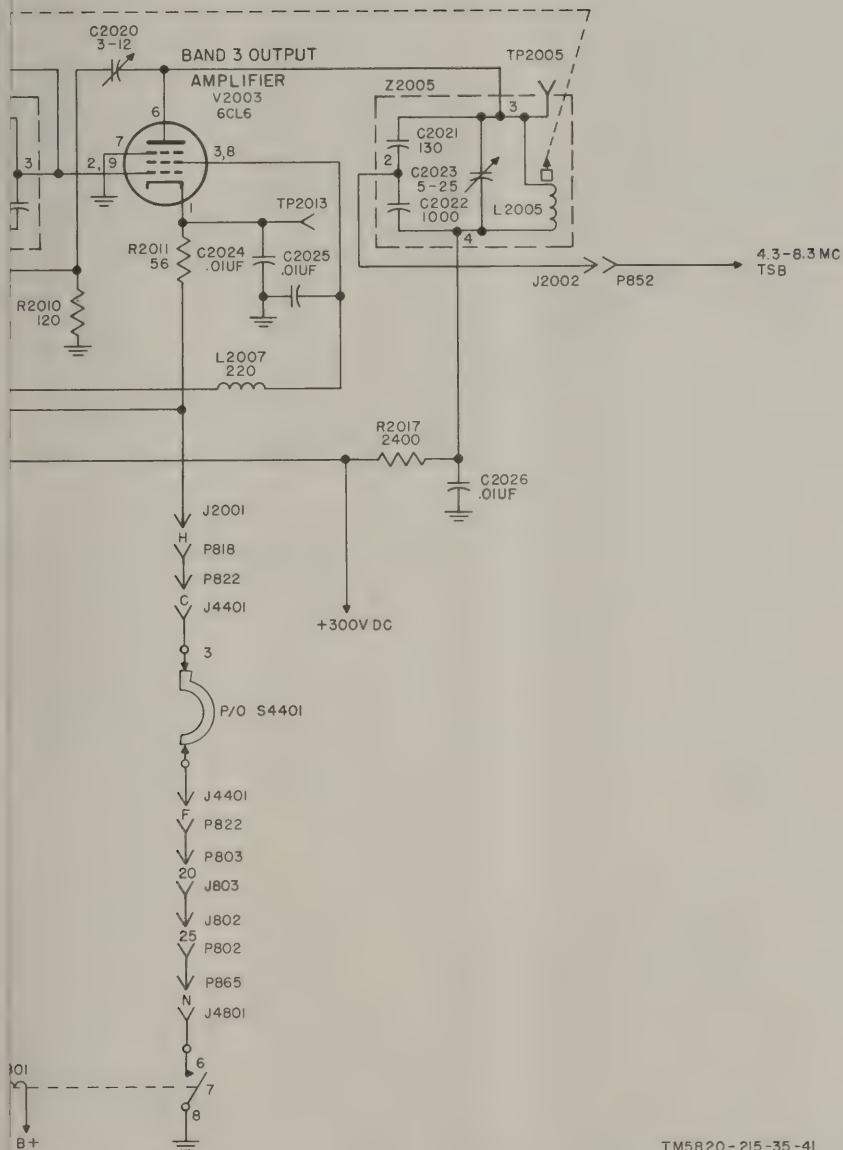 C2020
3-12
BAND 3 OUTPUT
AMPLIFIER
V2003
6CL6
TP2005
Z2005
6
3
7
3,8
C2021
130
3
2,9
2
C2023
5-25
C2022
1000
L2005
1
TP2013
4
R2011
56
C2024
.01UF
C2025
.01UF
4.3-8.3 MC
TSB
J2002
P852
R2010
120
L2007
220
R2017
2400
C2026
.01UF
J2001
H
P818
P822
C
J4401
+300V DC
3
P/O S4401
J4401
F
P822
P803
20
J803
J802
25
P802
P865
N
J4801
6
301
7
8
B+
TM5820-215-35-41